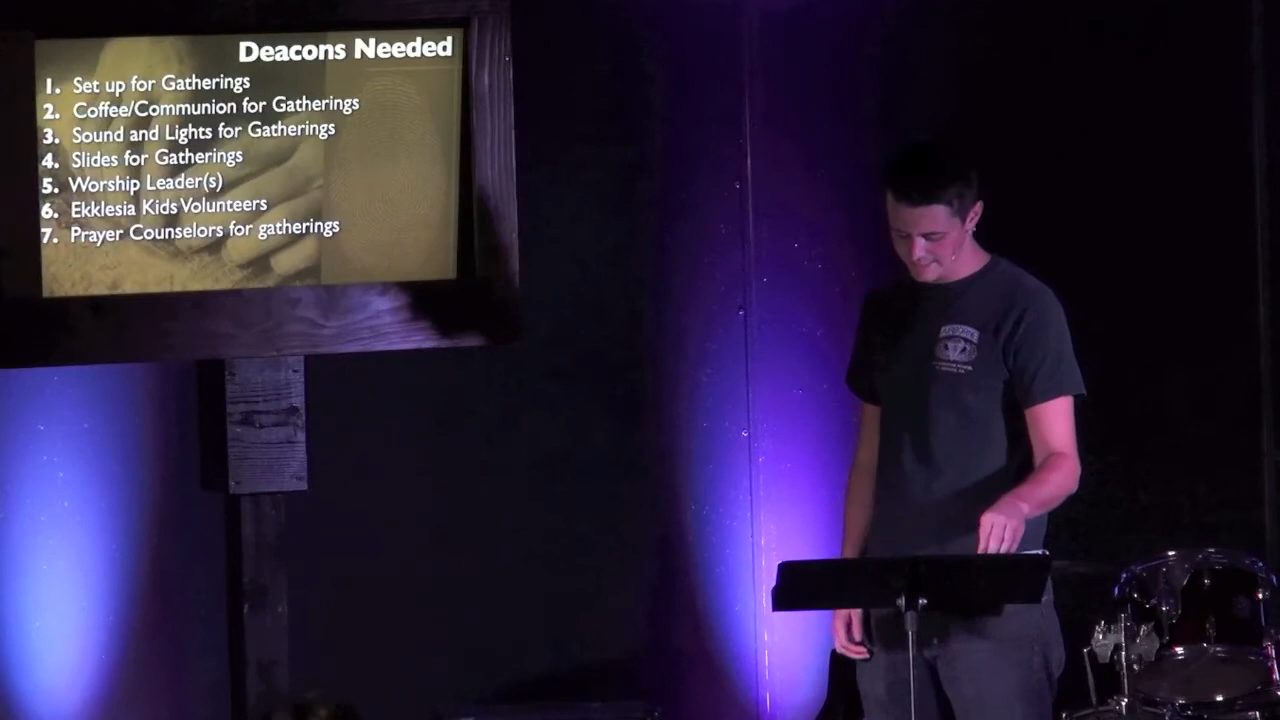 Deacons Needed
1. Set up for Gatherings
2. Coffee/Communion for Gatherings
3. Sound and Lights for Gatherings
4. Slides for Gatherings
5. Worship Leader(s)
6. Ekklesia Kids Volunteers
7. Prayer Counselors for gatherings
AIRBORNE